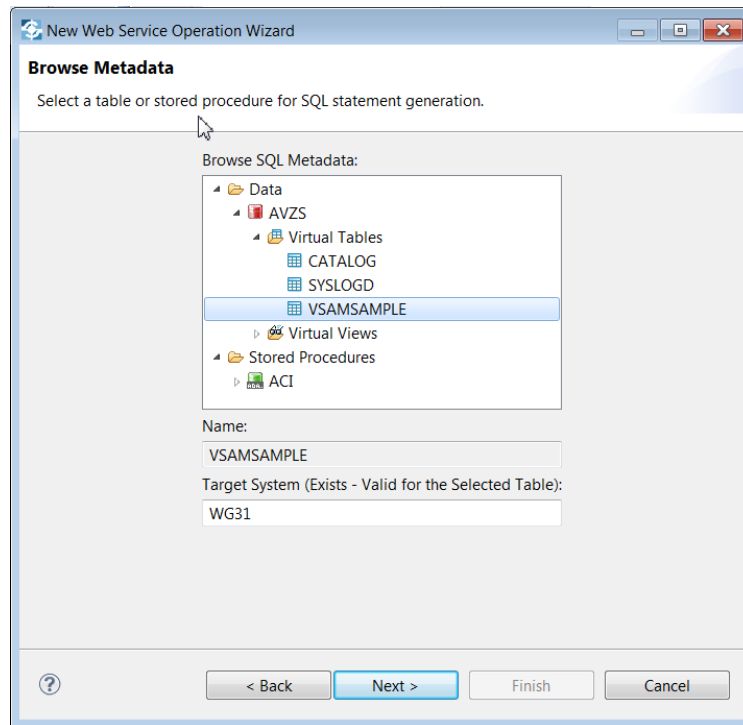 New Web Service Operation Wizard
Browse Metadata
Select a table or stored procedure for SQL statement generation.
Browse SQL Metadata:
Data
AVZS
Virtual Tables
CATALOG
SYSLOGD
VSAMSAMPLE
Virtual Views
Stored Procedures
ACI
Name:
VSAMSAMPLE
Target System (Exists - Valid for the Selected Table):
WG31
? < Back Next > Finish Cancel